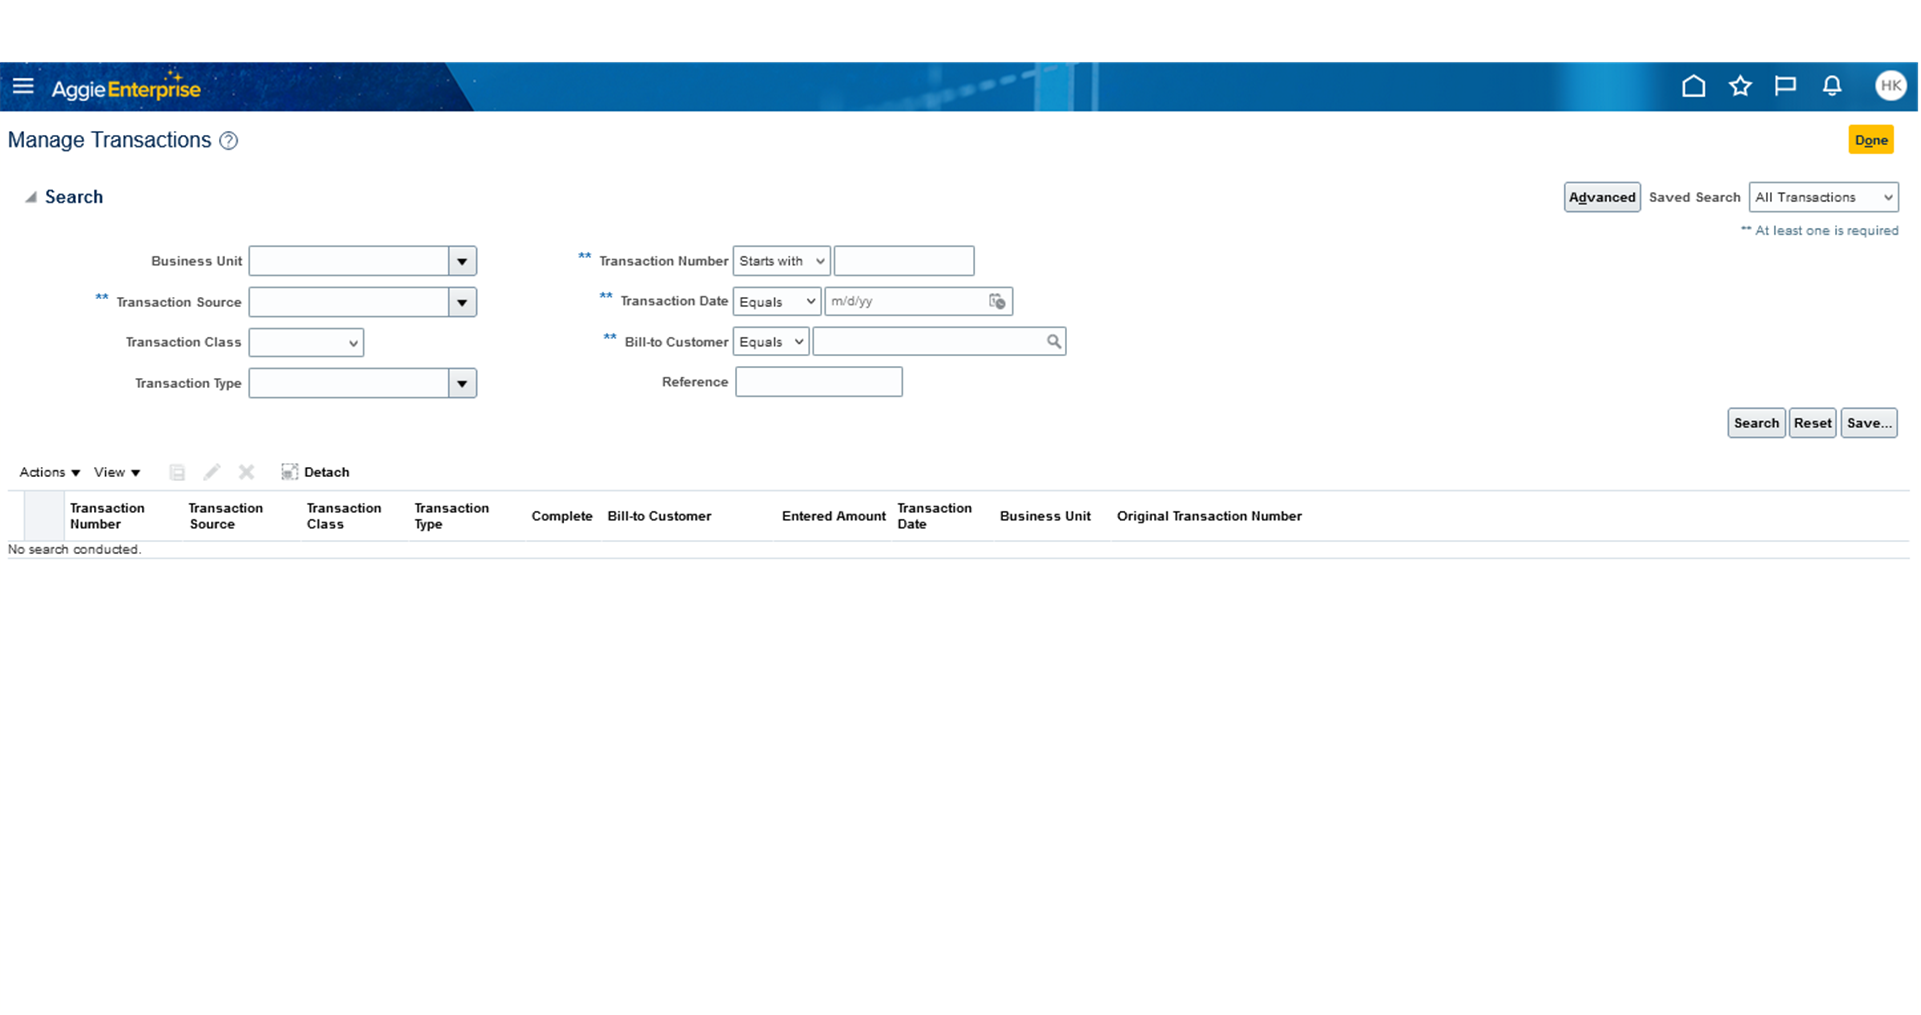 AggieEnterprise
HK
Manage Transactions ?
Done
Search
Advanced Saved Search All Transactions
** At least one is required
Business Unit
** Transaction Source
Transaction Class
Transaction Type
** Transaction Number Starts with
** Transaction Date Equals m/d/yy
** Bill-to Customer Equals
Reference
Search Reset Save...
Actions View Detach
Transaction Number
Transaction Source
Transaction Class
Transaction Type
Complete
Bill-to Customer
Entered Amount
Transaction Date
Business Unit
Original Transaction Number
No search conducted.